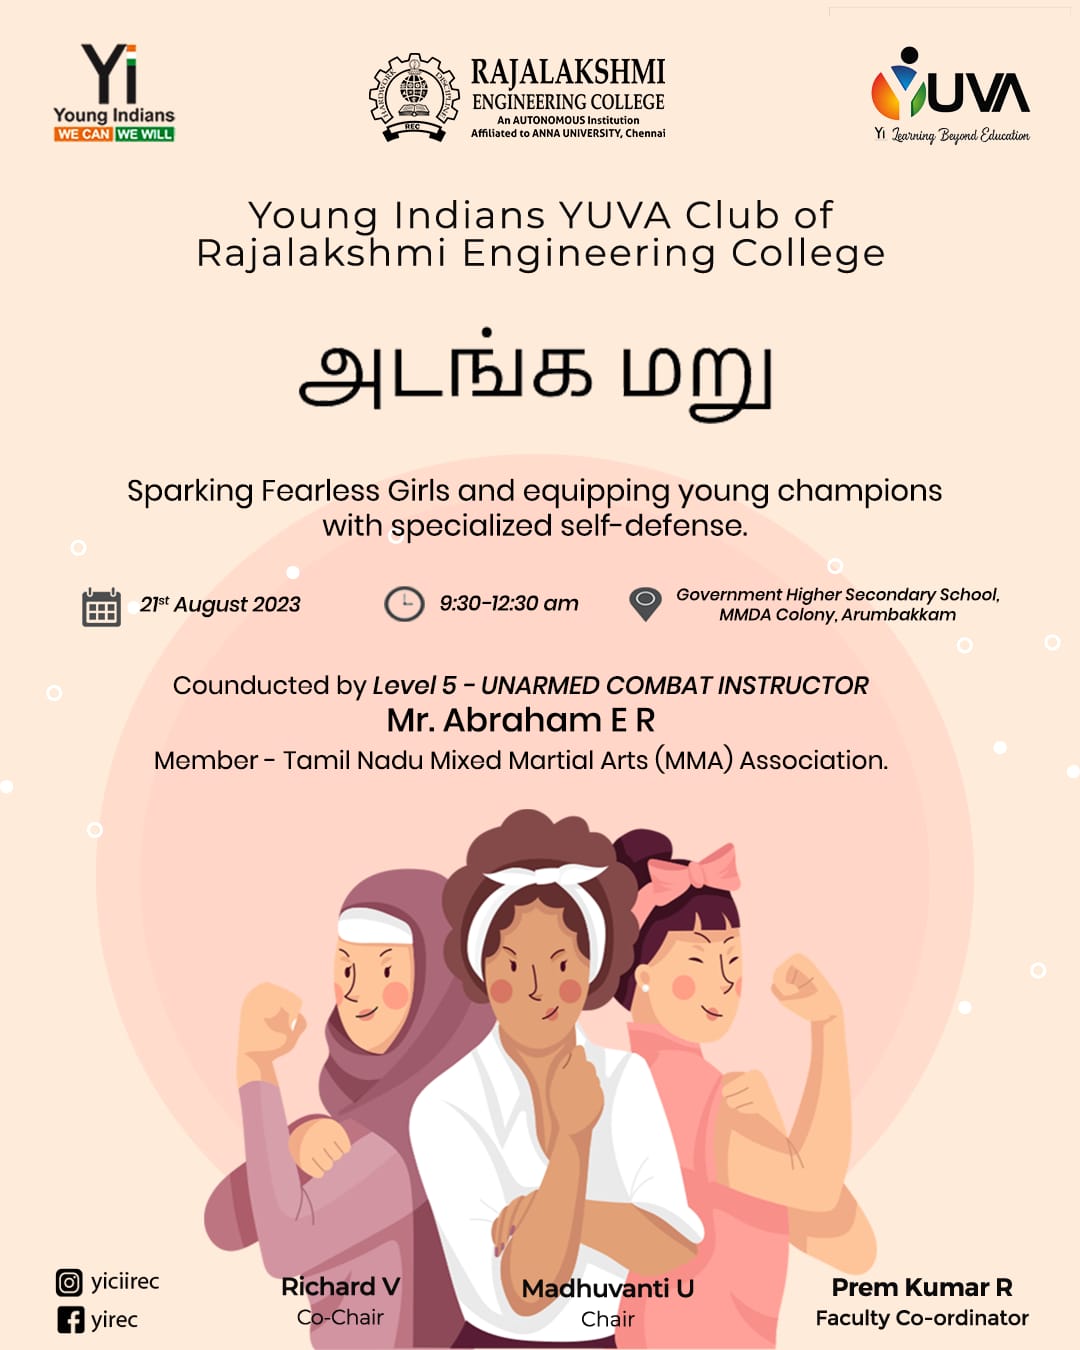 Yi
Young Indians
WE CAN WE WILL
HARDWORK DISCIPLINE
REC
RAJALAKSHMI
ENGINEERING COLLEGE
An AUTONOMOUS Institution
Affiliated to ANNA UNIVERSITY, Chennai
YUVA
Yi Learning Beyond Education
Young Indians YUVA Club of
Rajalakshmi Engineering College
அடங்க மறு
Sparking Fearless Girls and equipping young champions
with specialized self-defense.
21st August 2023
9:30-12:30 am
Government Higher Secondary School,
MMDA Colony, Arumbakkam
Counducted by Level 5 - UNARMED COMBAT INSTRUCTOR
Mr. Abraham E R
Member - Tamil Nadu Mixed Martial Arts (MMA) Association.
yiciirec
yirec
Richard V
Co-Chair
Madhuvanti U
Chair
Prem Kumar R
Faculty Co-ordinator